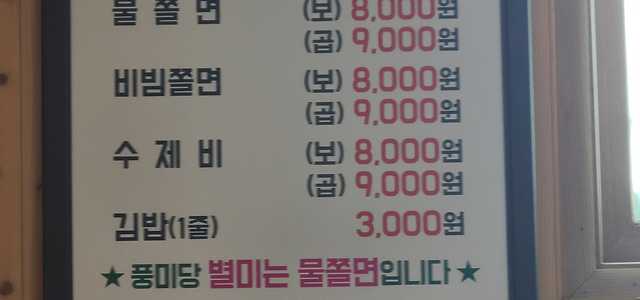 물쫄면 (보) 8,000원
(곱) 9,000원
비빔쫄면 (보) 8,000원
(곱) 9,000원
수제비 (보) 8,000원
(곱) 9,000원
김밥(1줄) 3,000원
★ 풍미당 별미는 물쫄면입니다 ★